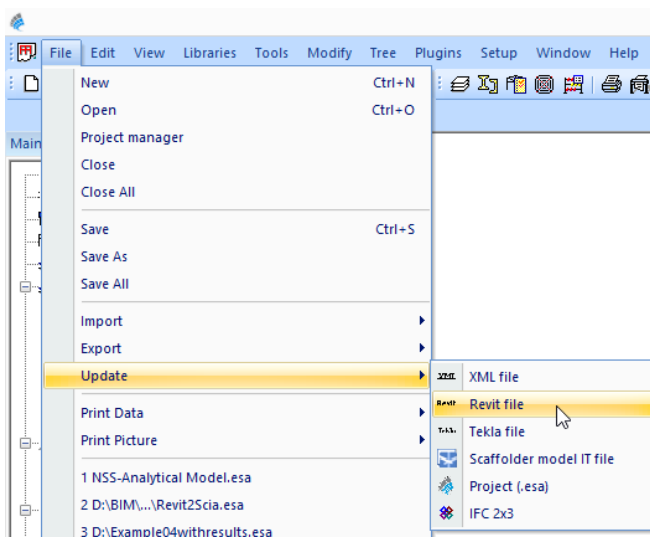 File Edit View Libraries Tools Modify Tree Plugins Setup Window Help
New Ctrl+N
Open Ctrl+O
Project manager
Main
Close
Close All
Save Ctrl+S
Save As
Save All
Import
Export
Update
XML XML file
Revit Revit file
Print Data
Tekla Tekla file
Print Picture
Scaffolder model IT file
1 NSS-Analytical Model.esa
Project (.esa)
2 D:\BIM\...\Revit2Scia.esa
IFC 2x3
3 D:\Example04withresults.esa